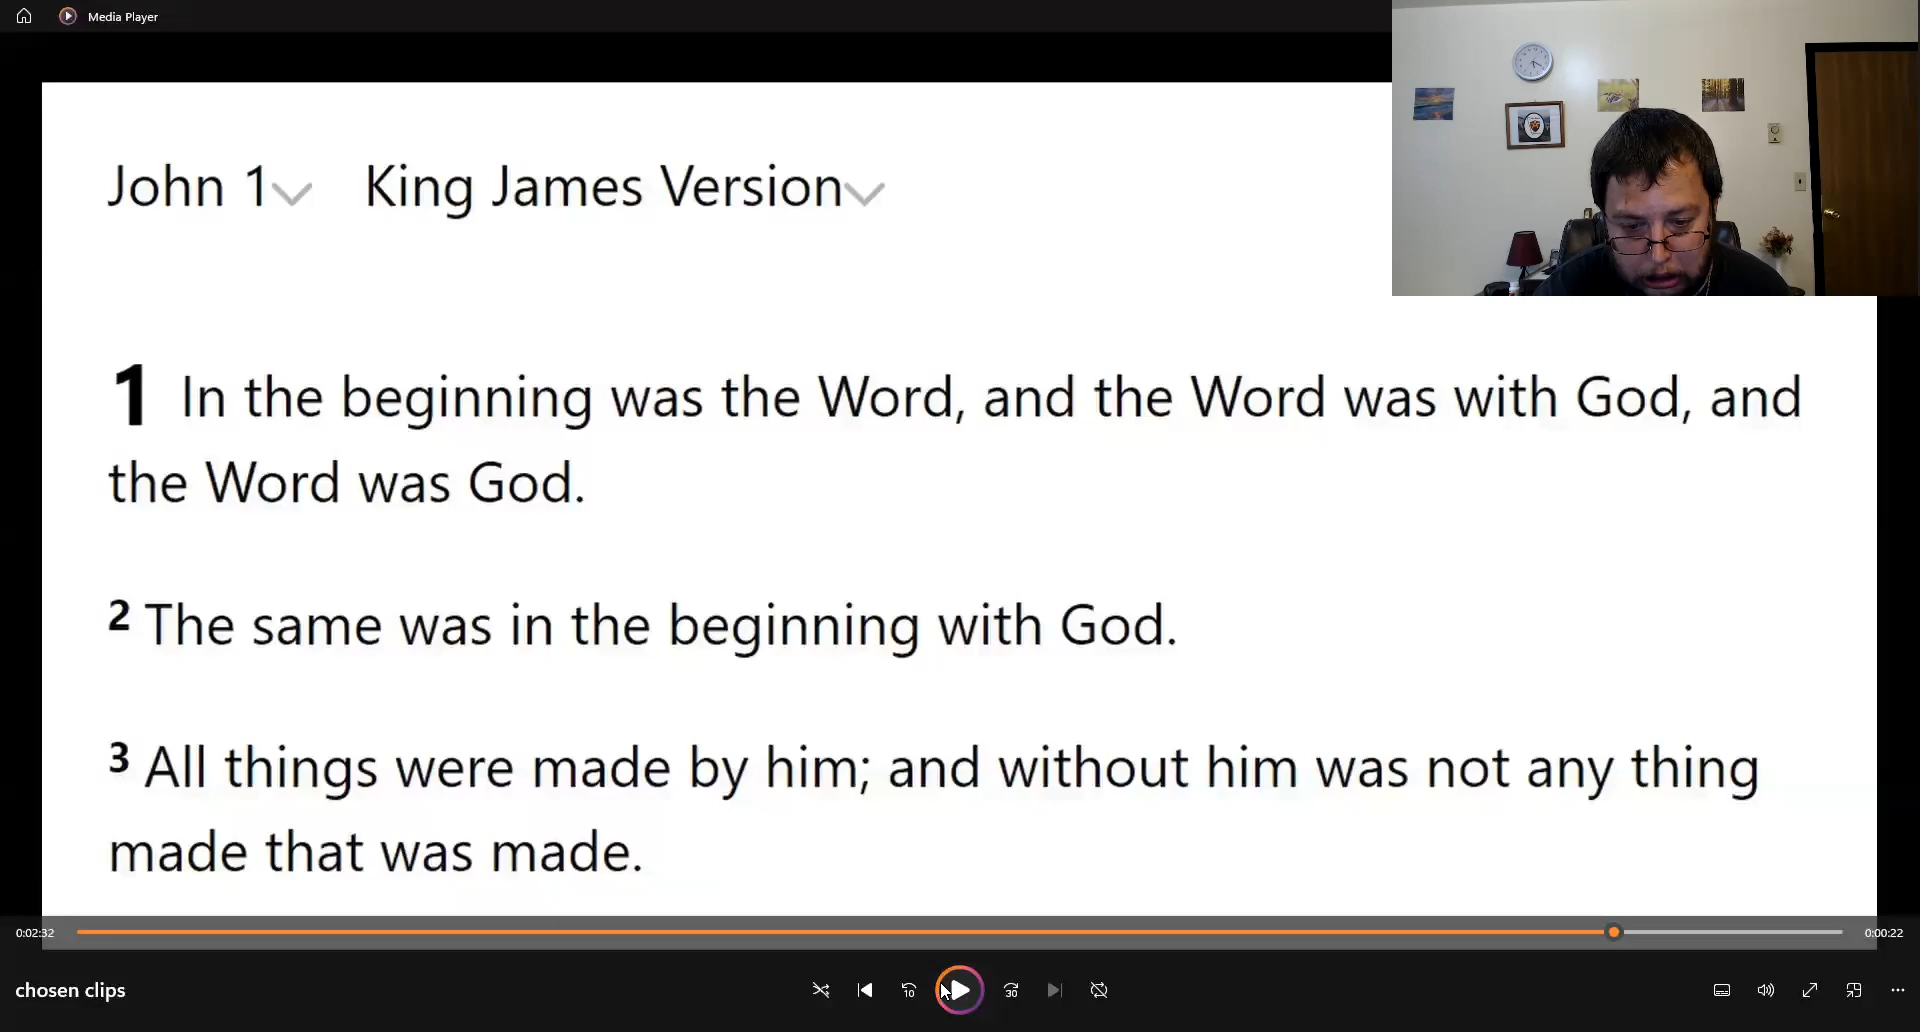 Media Player
John 1 King James Version
1 In the beginning was the Word, and the Word was with God, and
the Word was God.
2 The same was in the beginning with God.
3 All things were made by him; and without him was not any thing
made that was made.
0:02:32
0:00:22
chosen clips
10
30